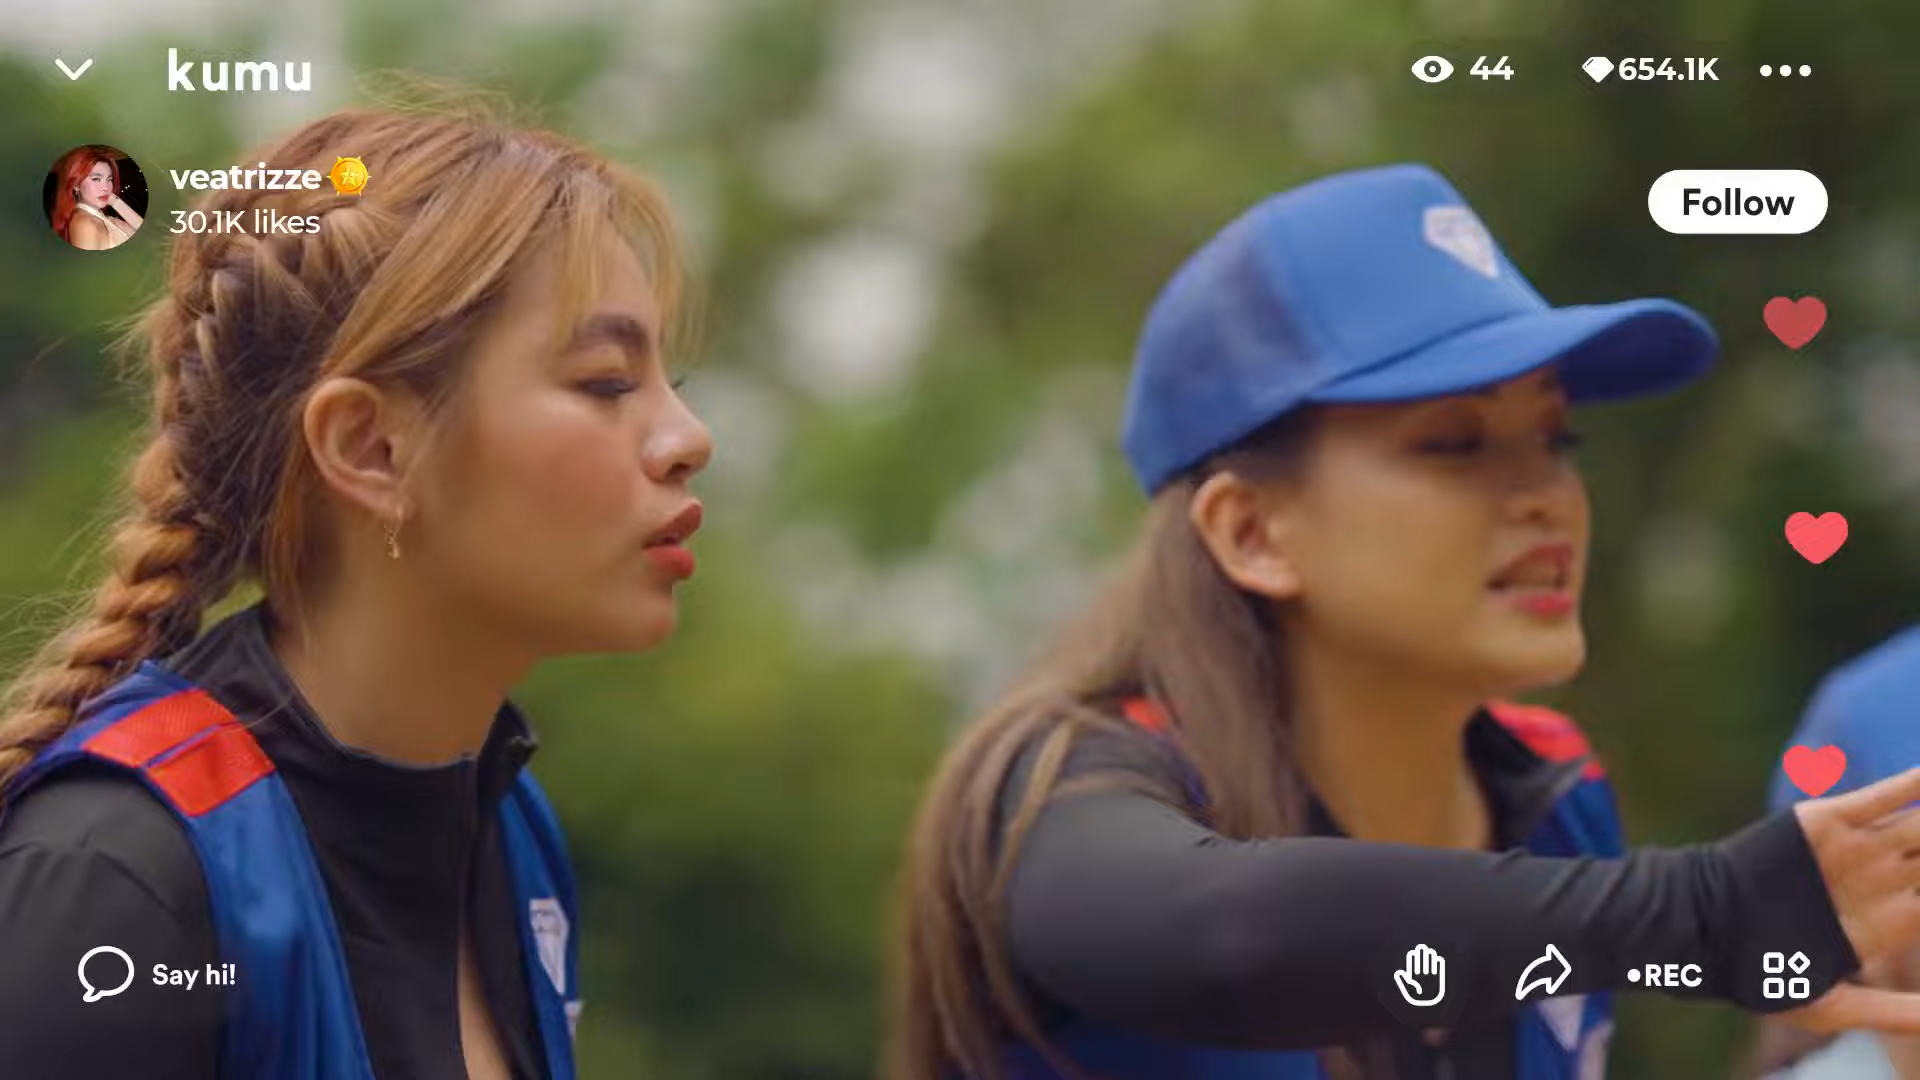 kumu
44
654.1K
veatrizze
30.1K likes
Follow
Say hi!
•REC